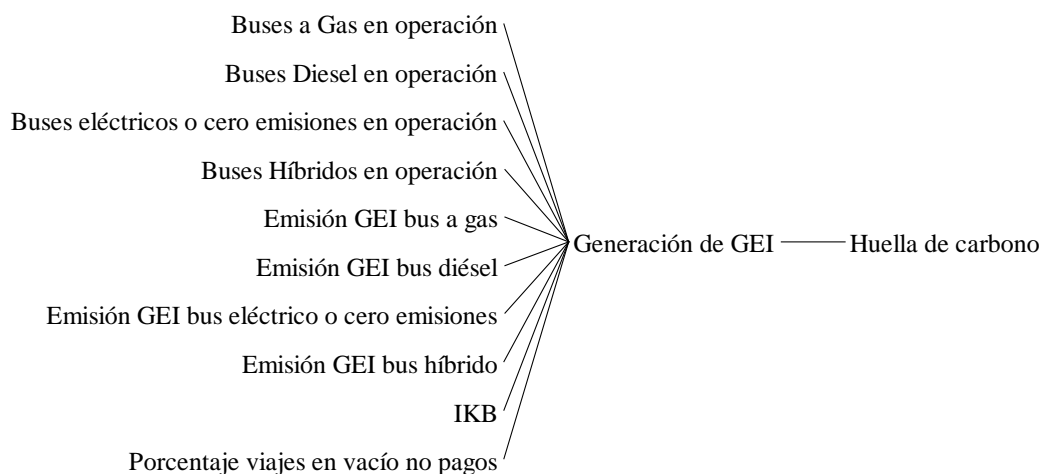 Buses a Gas en operación
Buses Diesel en operación
Buses eléctricos o cero emisiones en operación
Buses Híbridos en operación
Emisión GEI bus a gas
Emisión GEI bus diésel
Emisión GEI bus eléctrico o cero emisiones
Emisión GEI bus híbrido
IKB
Porcentaje viajes en vacío no pagos
Generación de GEI
Huella de carbono